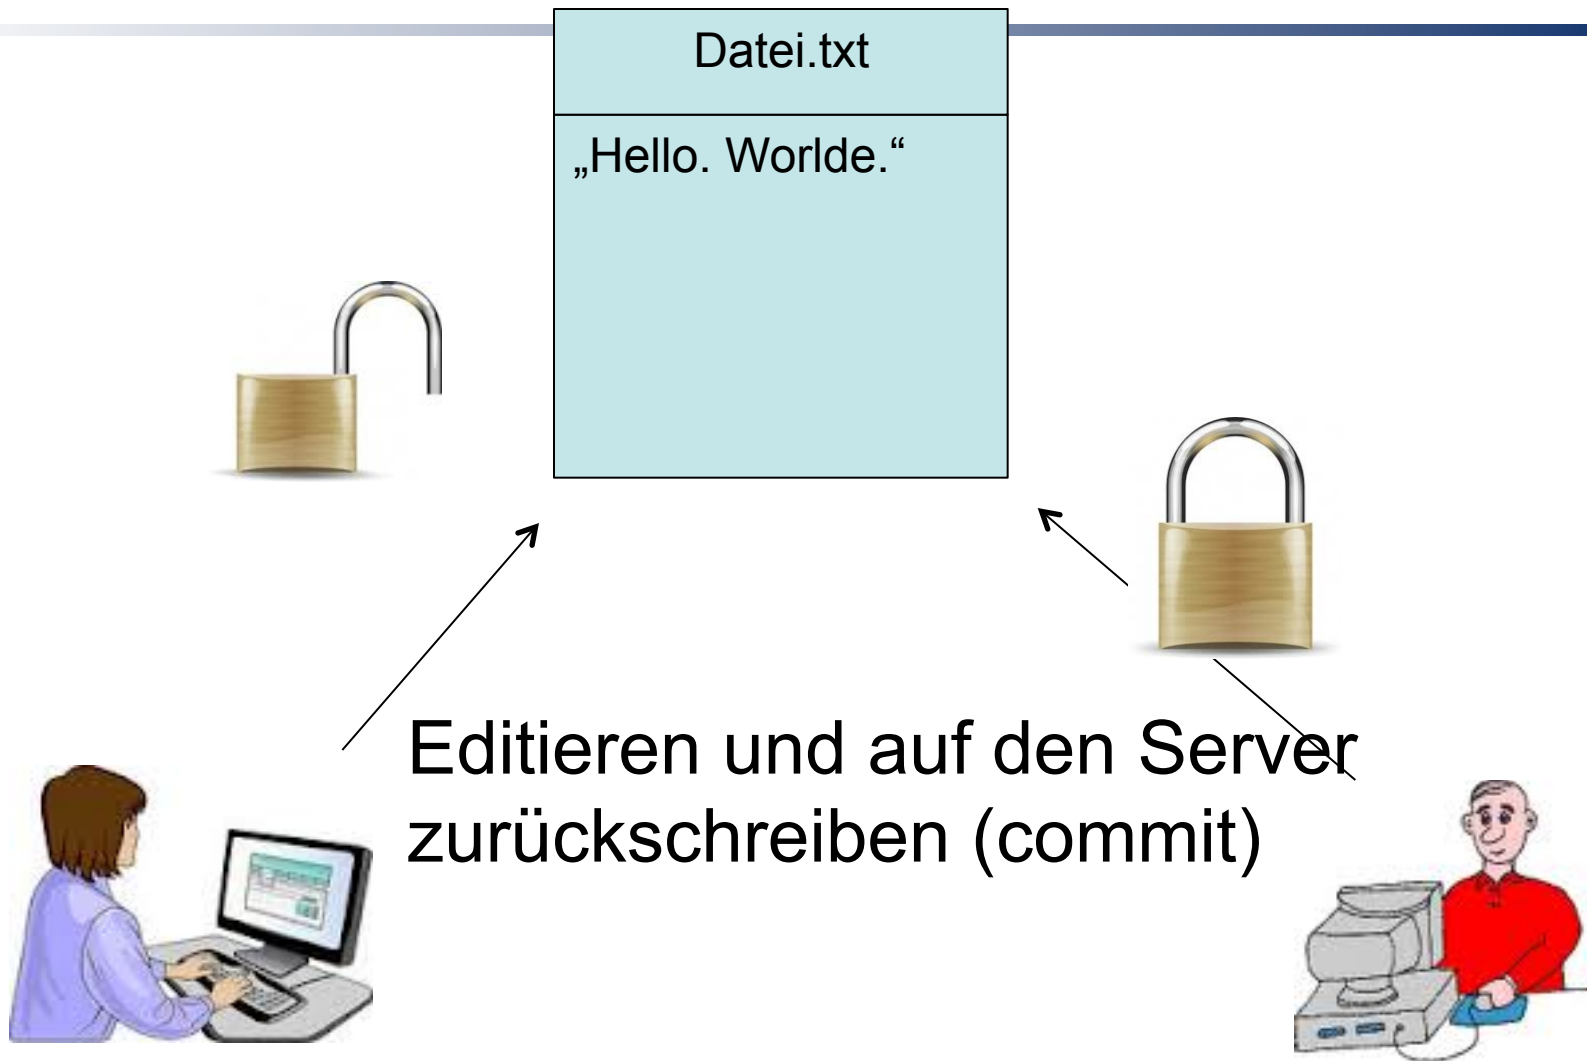 Datei.txt
„Hello. Worlde.“
Editieren und auf den Server
zurückschreiben (commit)